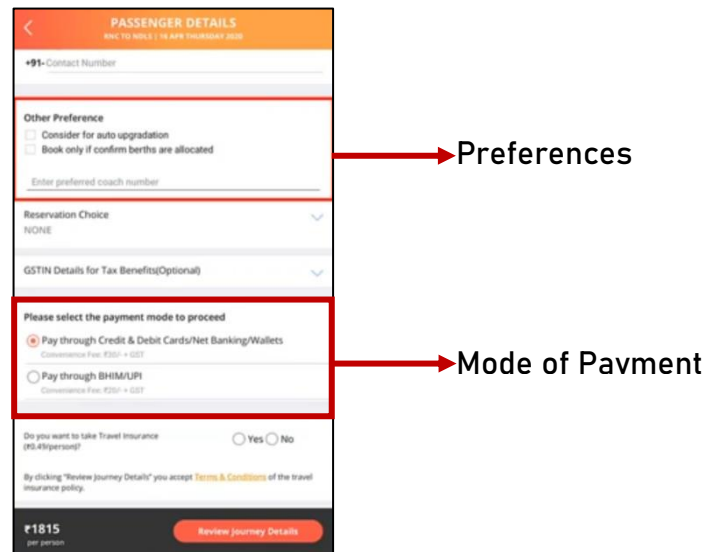 PASSENGER DETAILS
RNC TO NDLS | 16 APR THURSDAY 2020
+91- Contact Number
Other Preference
Consider for auto upgradation
Book only if confirm berths are allocated
Enter preferred coach number
Preferences
Reservation Choice
NONE
GSTIN Details for Tax Benefits(Optional)
Please select the payment mode to proceed
Pay through Credit & Debit Cards/Net Banking/Wallets
Convenience Fee: ₹30/- + GST
Pay through BHIM/UPI
Convenience Fee: ₹20/- + GST
Mode of Pavment
Do you want to take Travel Insurance
(₹0.49/person)?
Yes No
By clicking "Review Journey Details" you accept Terms & Conditions of the travel
insurance policy.
₹1815
per person
Review Journey Details